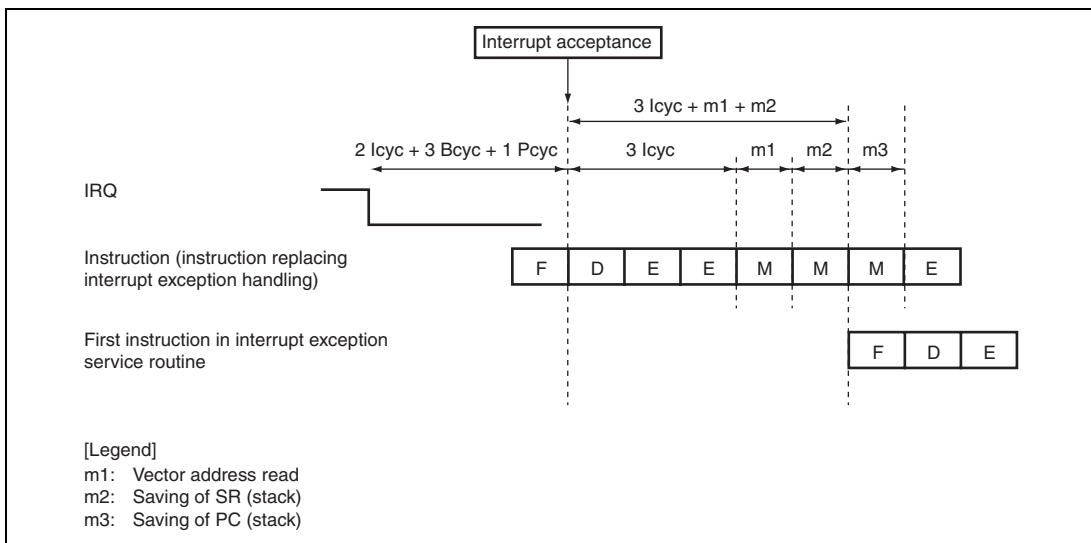 Interrupt acceptance
3 Icyc + m1 + m2
2 Icyc + 3 Bcyc + 1 Pcyc
3 Icyc
m1
m2
m3
IRQ
Instruction (instruction replacing
interrupt exception handling)
F D E E M M M E
First instruction in interrupt exception
service routine
F D E
[Legend]
m1: Vector address read
m2: Saving of SR (stack)
m3: Saving of PC (stack)